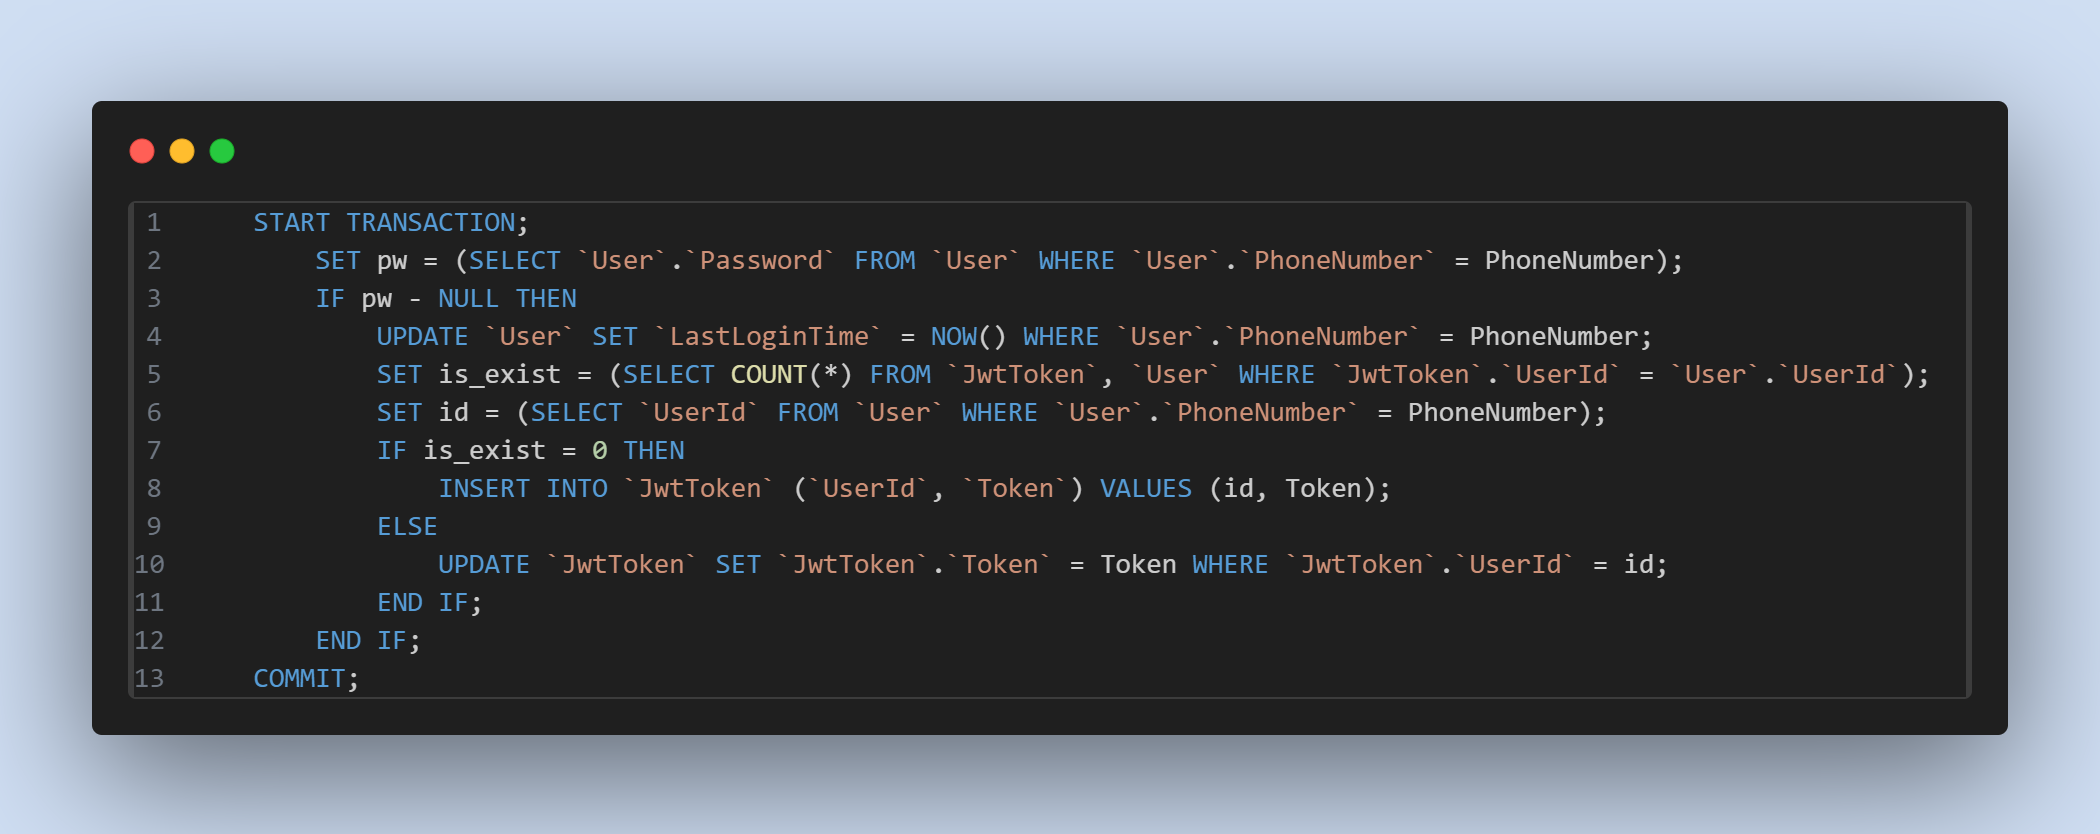 1 START TRANSACTION;
2 SET pw = (SELECT `User`.`Password` FROM `User` WHERE `User`.`PhoneNumber` = PhoneNumber);
3 IF pw - NULL THEN
4 UPDATE `User` SET `LastLoginTime` = NOW() WHERE `User`.`PhoneNumber` = PhoneNumber;
5 SET is_exist = (SELECT COUNT(*) FROM `JwtToken`, `User` WHERE `JwtToken`.`UserId` = `User`.`UserId`);
6 SET id = (SELECT `UserId` FROM `User` WHERE `User`.`PhoneNumber` = PhoneNumber);
7 IF is_exist = 0 THEN
8 INSERT INTO `JwtToken` (`UserId`, `Token`) VALUES (id, Token);
9 ELSE
10 UPDATE `JwtToken` SET `JwtToken`.`Token` = Token WHERE `JwtToken`.`UserId` = id;
11 END IF;
12 END IF;
13 COMMIT;